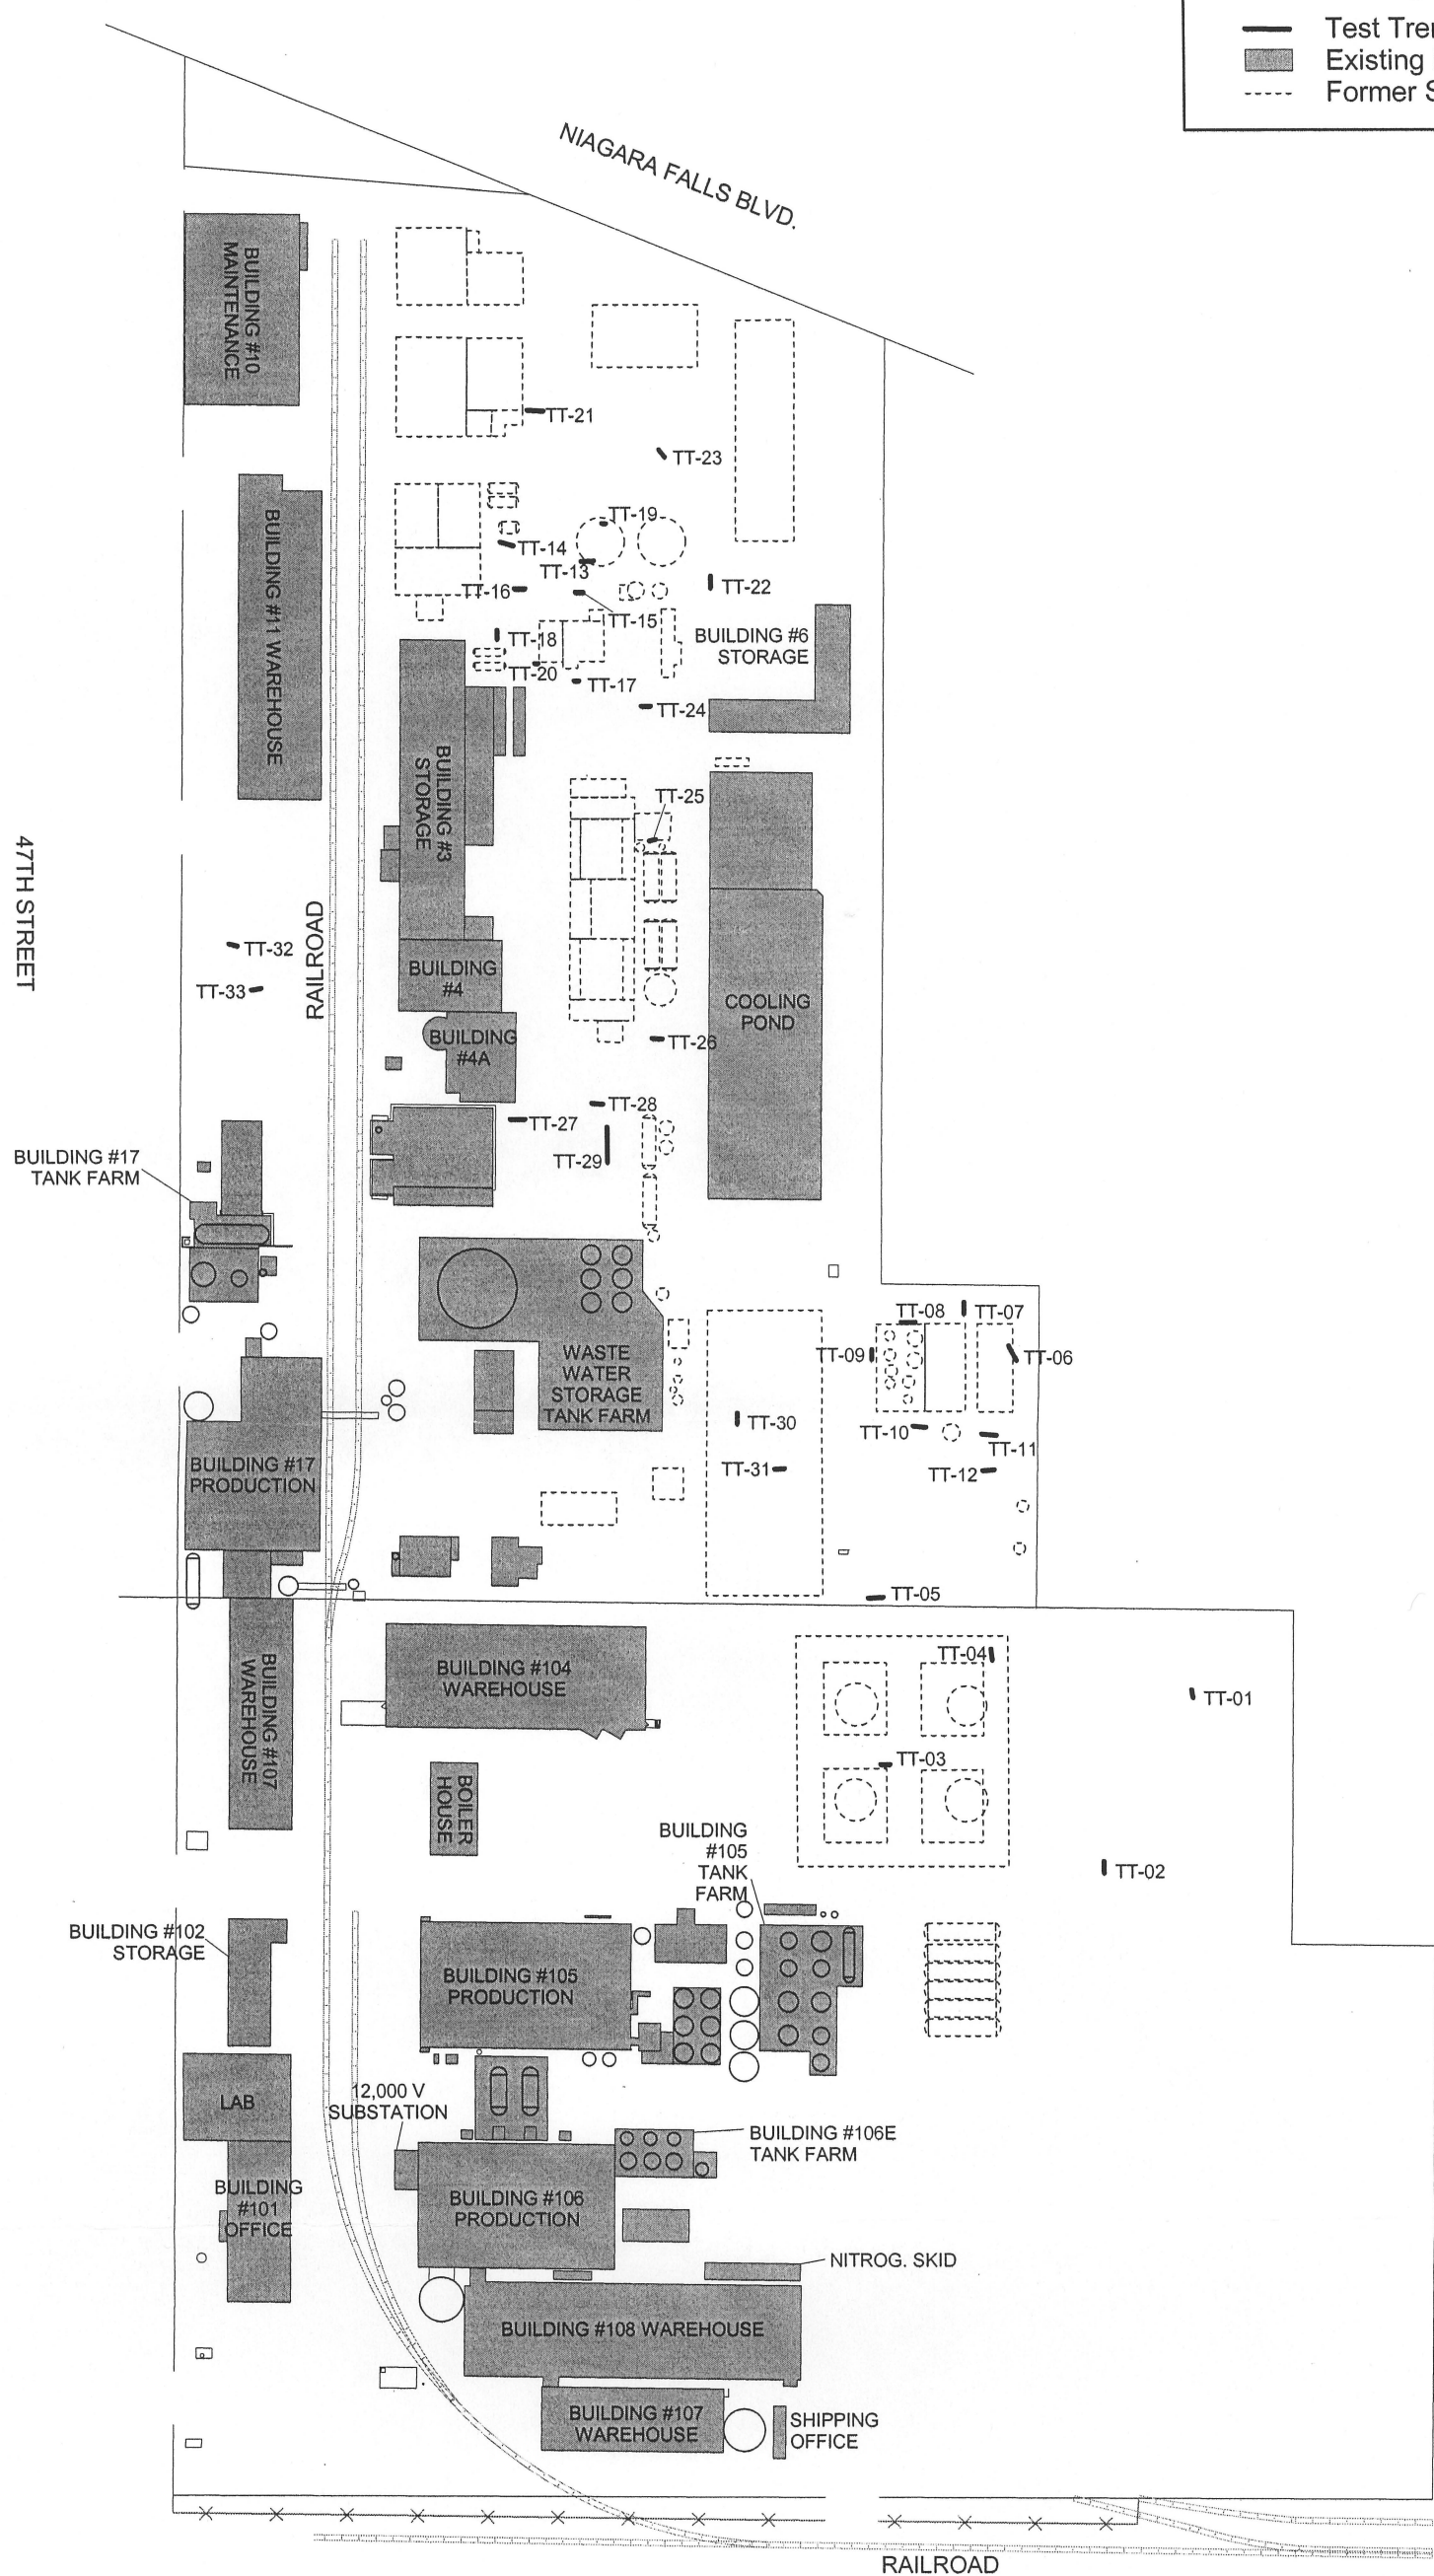 Test Tre
Existing
Former S
NIAGARA FALLS BLVD.
BUILDING #10
MAINTENANCE
TT-21
TT-23
TT-19
TT-14
TT-13
TT-16
TT-22
TT-15
BUILDING #11 WAREHOUSE
TT-18
BUILDING #6
STORAGE
TT-20
TT-17
TT-24
BUILDING #3
STORAGE
TT-25
47TH STREET
RAILROAD
TT-32
TT-33
BUILDING
#4
COOLING
POND
BUILDING
#4A
TT-26
TT-28
TT-27
TT-29
BUILDING #17
TANK FARM
TT-08
TT-07
TT-09
TT-06
WASTE
WATER
STORAGE
TANK FARM
TT-30
TT-10
TT-11
TT-31
TT-12
BUILDING #17
PRODUCTION
TT-05
BUILDING #104
WAREHOUSE
TT-04
TT-01
BUILDING #107
WAREHOUSE
TT-03
BOILER
HOUSE
BUILDING
#105
TANK
FARM
TT-02
BUILDING #102
STORAGE
BUILDING #105
PRODUCTION
LAB
12,000 V
SUBSTATION
BUILDING #106E
TANK FARM
BUILDING
#101
OFFICE
BUILDING #106
PRODUCTION
NITROG. SKID
BUILDING #108 WAREHOUSE
BUILDING #107
WAREHOUSE
SHIPPING
OFFICE
RAILROAD